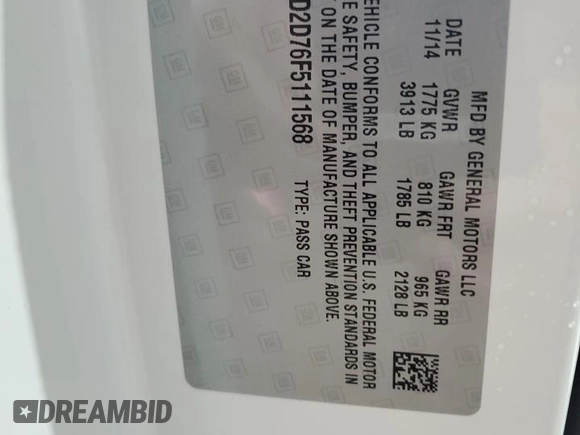 MFD BY GENERAL MOTORS LLC
DATE GVWR GAWR FRT GAWR RR
11/14 1775 KG 810 KG 965 KG
3913 LB 1785 LB 2128 LB
VEHICLE CONFORMS TO ALL APPLICABLE U.S. FEDERAL MOTOR
SAFETY, BUMPER, AND THEFT PREVENTION STANDARDS IN
ON THE DATE OF MANUFACTURE SHOWN ABOVE.
D2D76F5111568 TYPE: PASS CAR
GM
DREAMBID